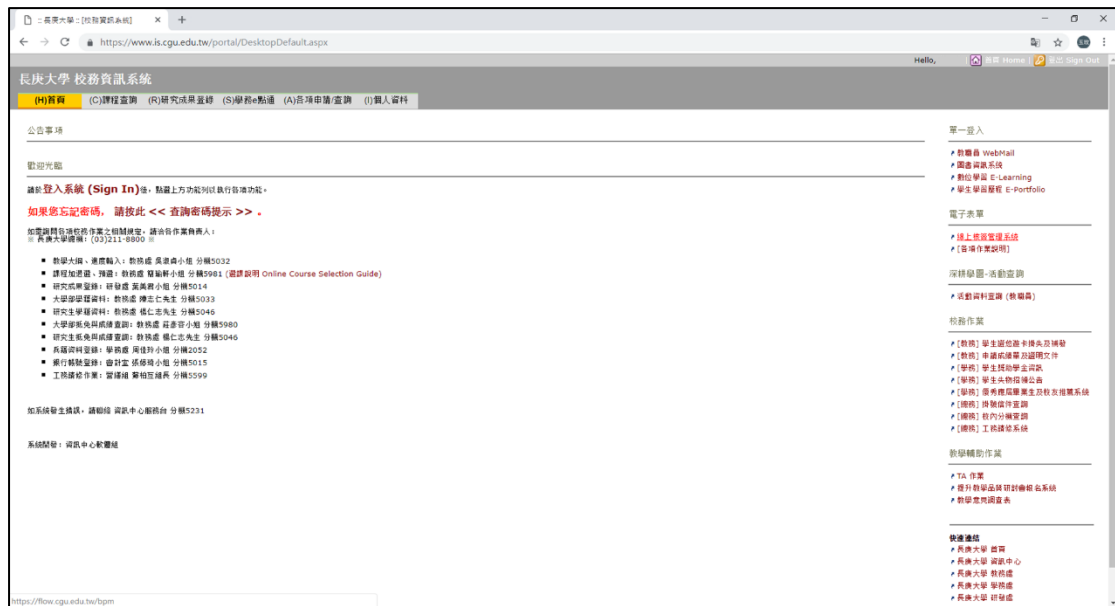 :: 長庚大學 :: [校務資訊系統]
https://www.is.cgu.edu.tw/portal/DesktopDefault.aspx
Hello, | 首頁 Home | 登出 Sign Out
長庚大學 校務資訊系統
(H)首頁 (C)課程查詢 (R)研究成果登錄 (S)學務e點通 (A)各項申請/查詢 (I)個人資料
公告事項
歡迎光臨
請於登入系統 (Sign In)後，點選上方功能列以執行各項功能。
如果您忘記密碼， 請按此 << 查詢密碼提示 >> 。
如需詢問各項校務作業之相關規定，請洽各作業負責人：
※ 長庚大學總機: (03)211-8800 ※
教學大綱、進度輸入: 教務處 吳淑貞小姐 分機5032
課程加退選、預選: 教務處 簡瑜軒小姐 分機5981 (選課說明 Online Course Selection Guide)
研究成果登錄: 研發處 葉美君小姐 分機5014
大學部學籍資料: 教務處 陳志仁先生 分機5033
研究生學籍資料: 教務處 楊仁志先生 分機5046
大學部抵免與成績查詢: 教務處 莊彥音小姐 分機5980
研究生抵免與成績查詢: 教務處 楊仁志先生 分機5046
兵籍資料登錄: 學務處 周佳玲小姐 分機2052
銀行帳號登錄: 會計室 張倷琦小姐 分機5015
工務請修作業: 營繕組 蔡柏互組長 分機5599
如系統發生錯誤，請聯絡 資訊中心服務台 分機5231
系統開發: 資訊中心軟體組
單一登入
教職員 WebMail
圖書資訊系統
數位學習 E-Learning
學生學習歷程 E-Portfolio
電子表單
線上表單管理系統
[各項作業說明]
深耕學園-活動查詢
活動資料查詢 (教職員)
校務作業
[教務] 學生證悠遊卡掛失及補發
[教務] 申請成績單及證明文件
[學務] 學生獎助學金資訊
[學務] 學生失物招領公告
[學務] 優秀應屆畢業生及校友推薦系統
[總務] 掛號信件查詢
[總務] 校內分機查詢
[總務] 工務請修系統
教學輔助作業
TA 作業
提升教學品質研討會報名系統
教學意見調查表
快速連結
長庚大學 首頁
長庚大學 資訊中心
長庚大學 教務處
長庚大學 學務處
長庚大學 研發處
https://flow.cgu.edu.tw/bpm